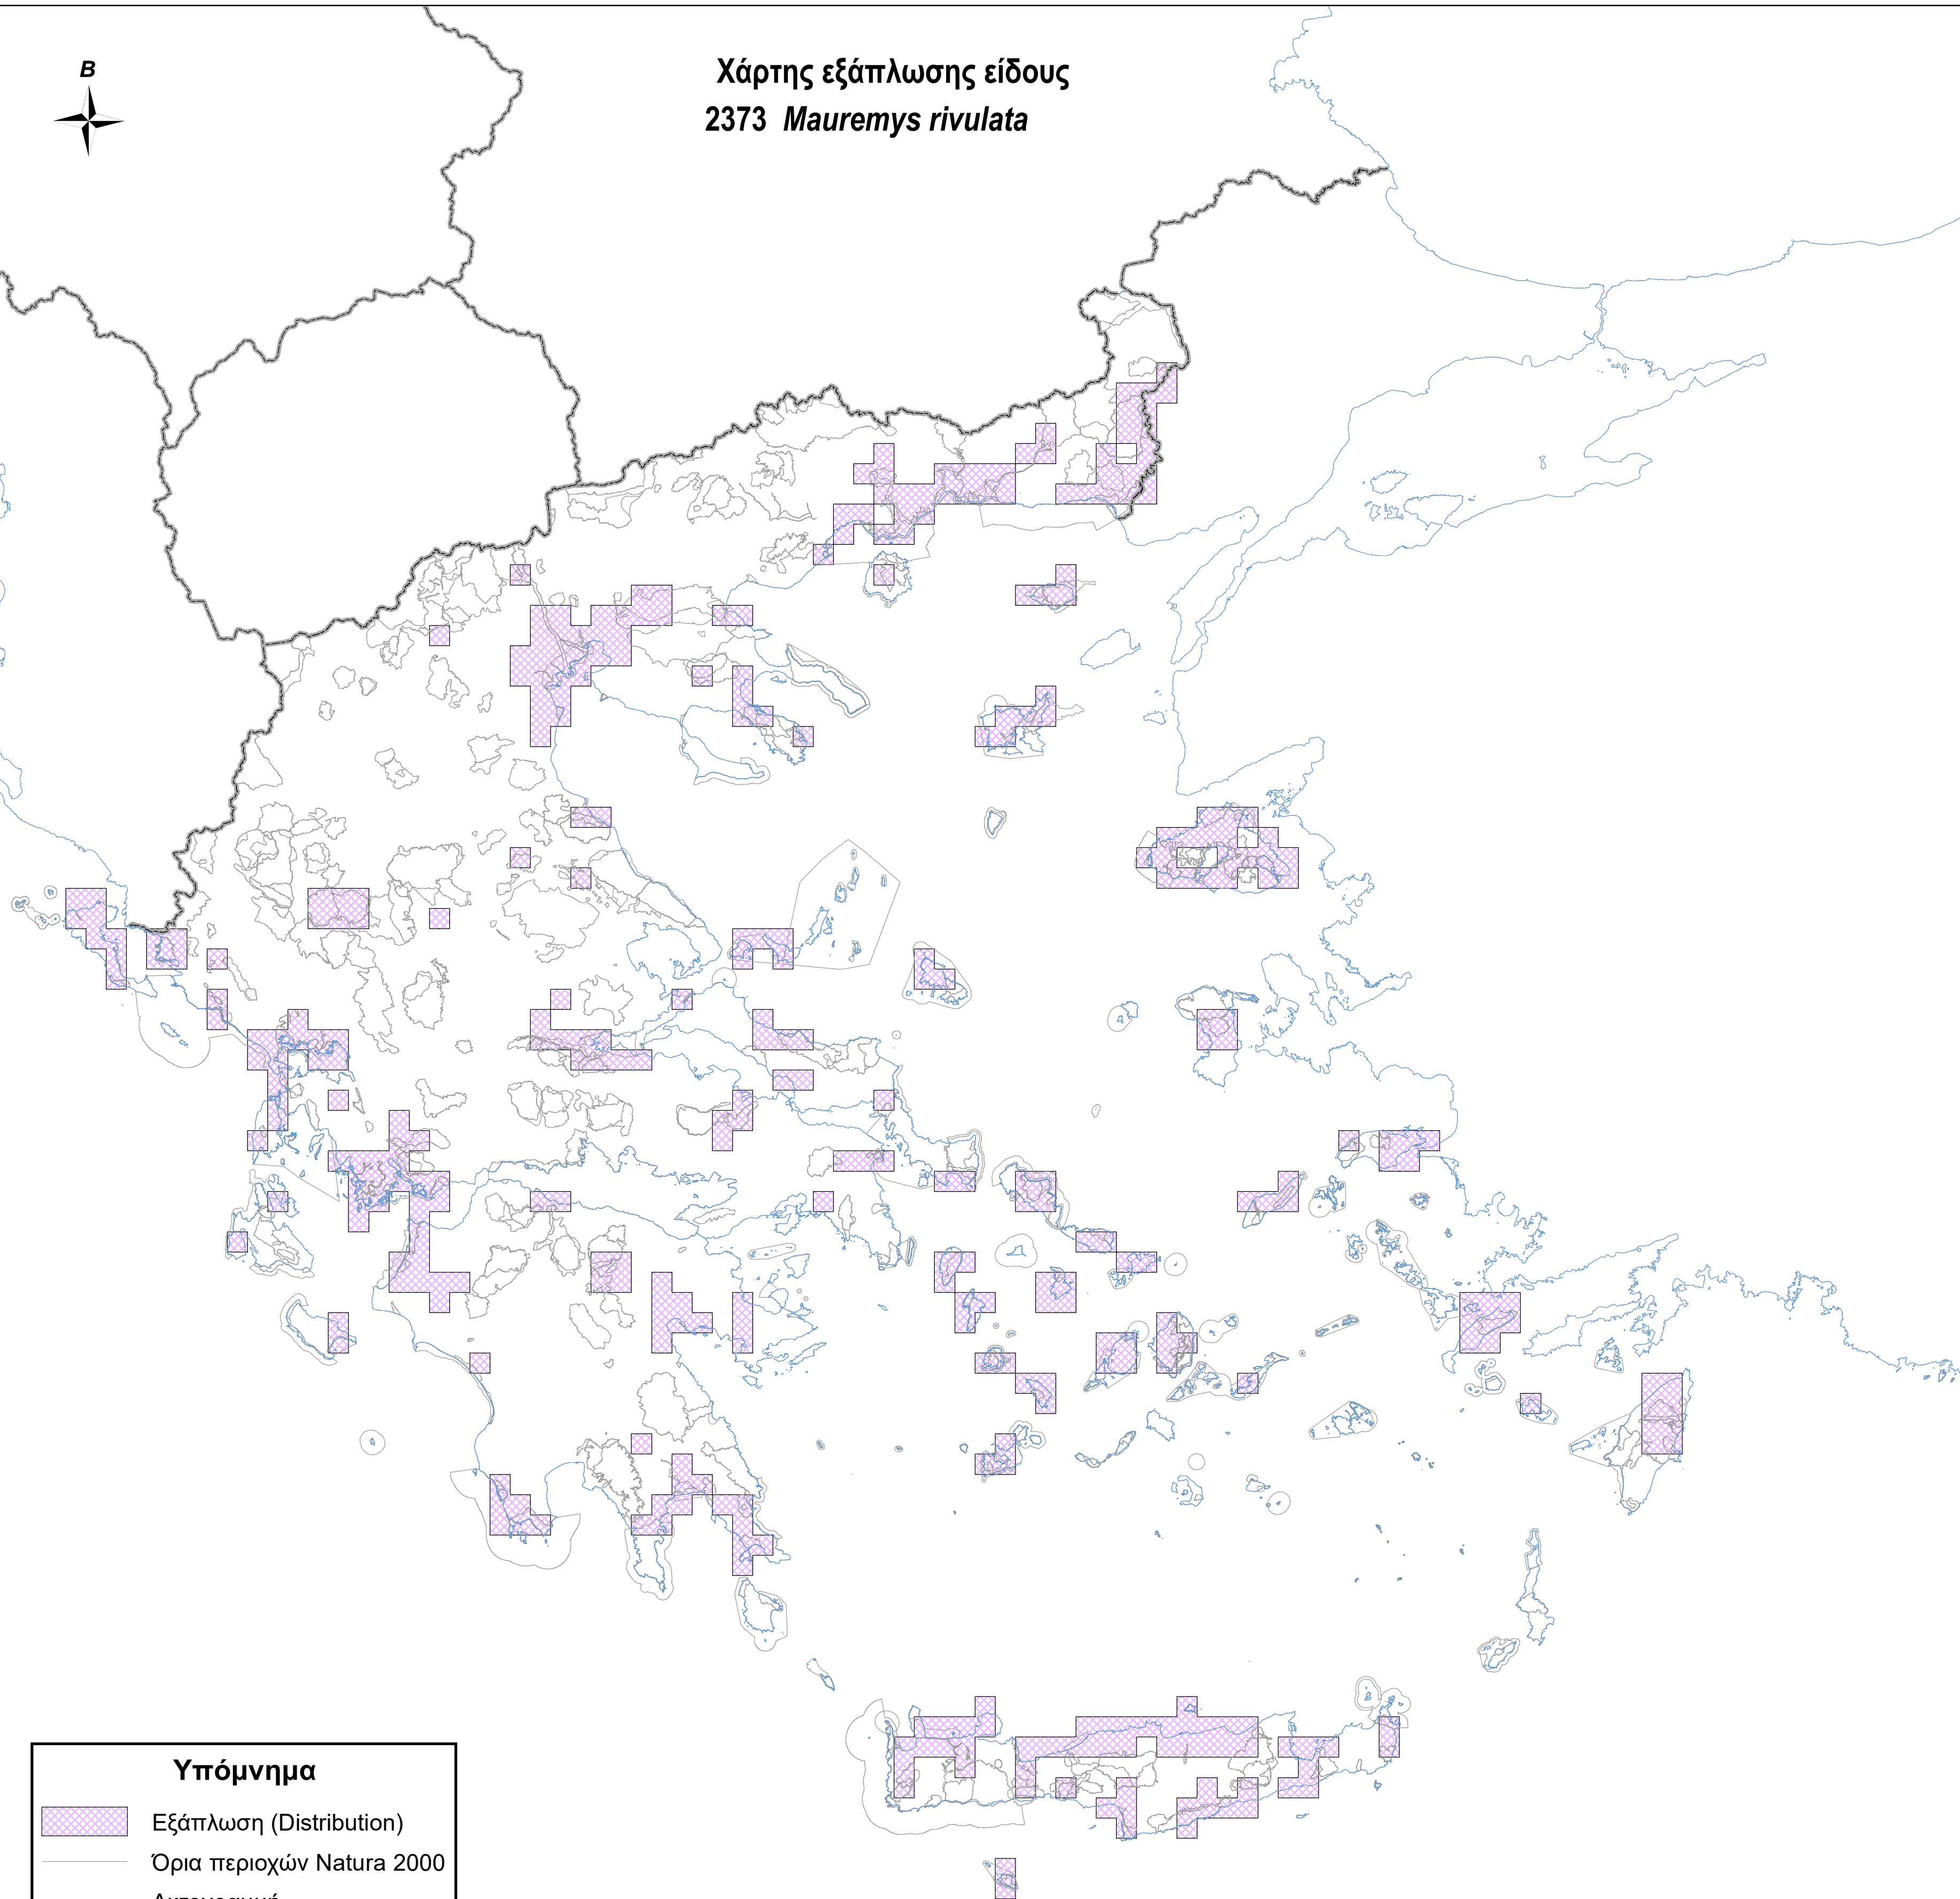 B
Χάρτης εξάπλωσης είδους
2373 Mauremys rivulata
Υπόμνημα
Εξάπλωση (Distribution)
Όρια περιοχών Natura 2000